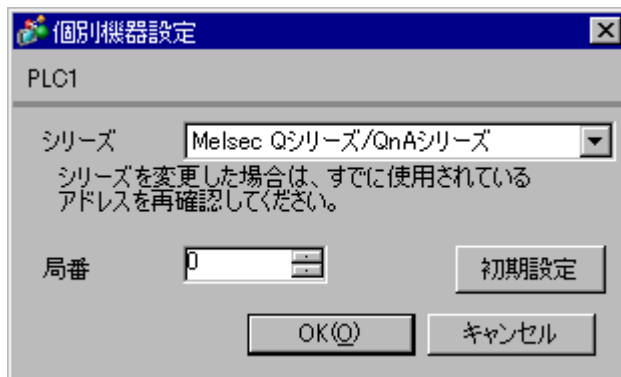 個別機器設定
PLC1
シリーズ Melsec Qシリーズ/QnAシリーズ
シリーズを変更した場合は、すでに使用されている
アドレスを再確認してください。
局番 0 初期設定
OK(O) キャンセル